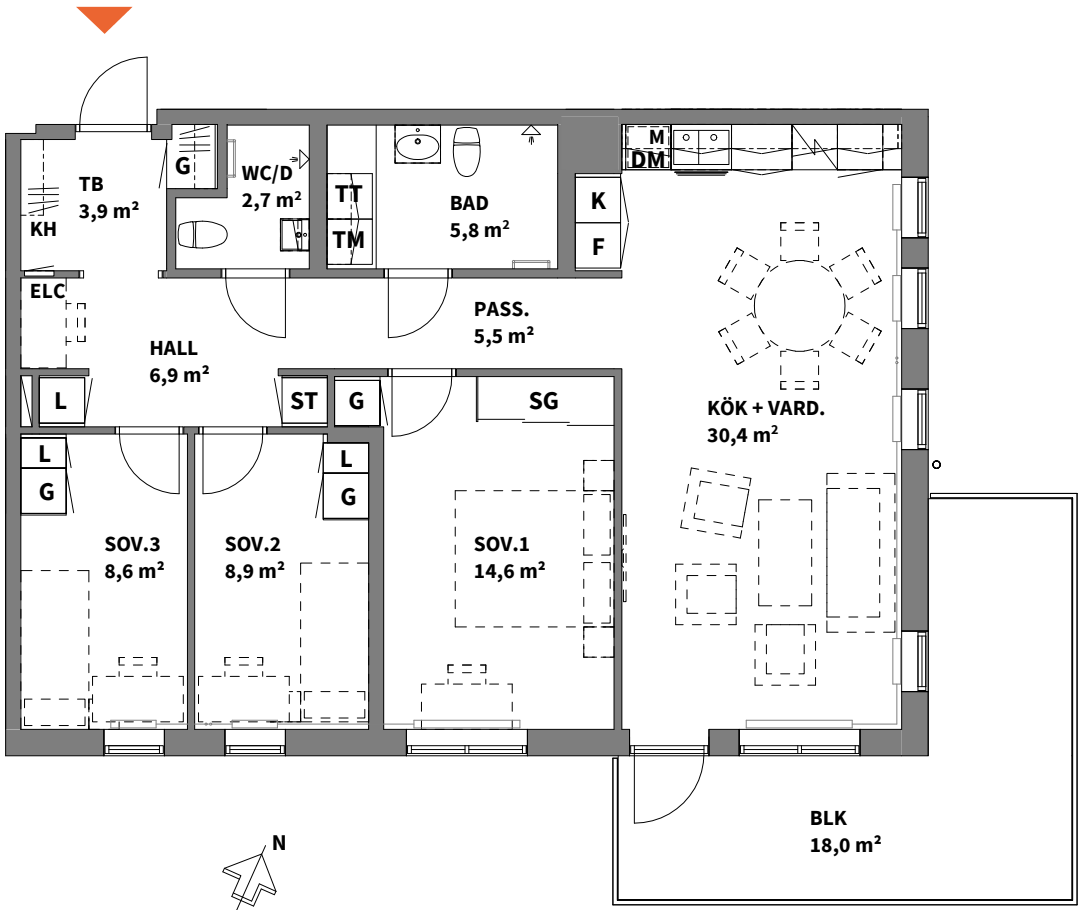 G
WC/D
2,7 m²
TB
3,9 m²
KH
TT
TM
BAD
5,8 m²
M
DM
K
F
ELC
PASS.
5,5 m²
HALL
6,9 m²
L
ST
G
SG
KÖK + VARD.
30,4 m²
L
G
L
G
SOV.3
8,6 m²
SOV.2
8,9 m²
SOV.1
14,6 m²
BLK
18,0 m²
N